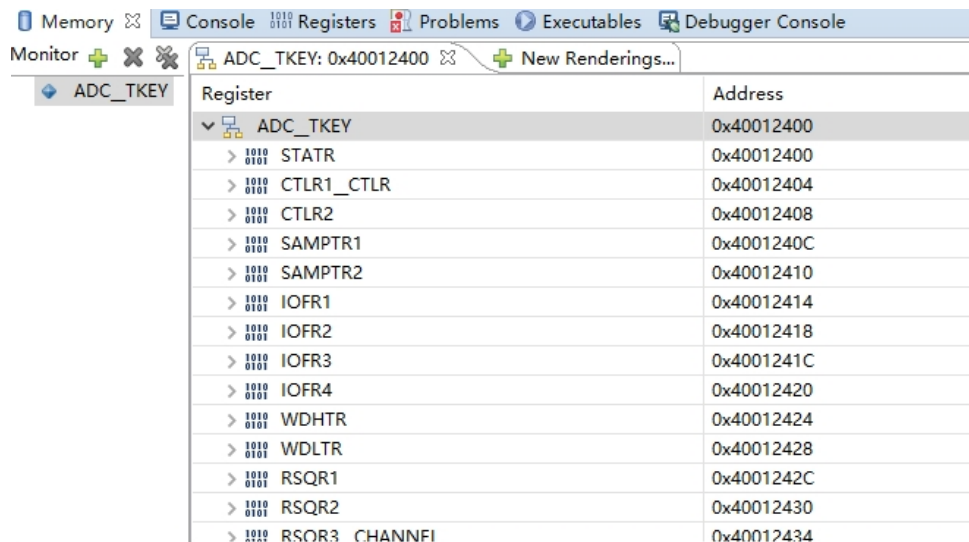 Memory Console Registers Problems Executables Debugger Console
Monitor ADC_TKEY: 0x40012400 New Renderings...
ADC_TKEY
Register Address
ADC_TKEY 0x40012400
STATR 0x40012400
CTLR1_CTLR 0x40012404
CTLR2 0x40012408
SAMPTR1 0x4001240C
SAMPTR2 0x40012410
IOFR1 0x40012414
IOFR2 0x40012418
IOFR3 0x4001241C
IOFR4 0x40012420
WDHTR 0x40012424
WDLTR 0x40012428
RSQR1 0x4001242C
RSQR2 0x40012430
RSQR3_CHANNEL 0x40012434